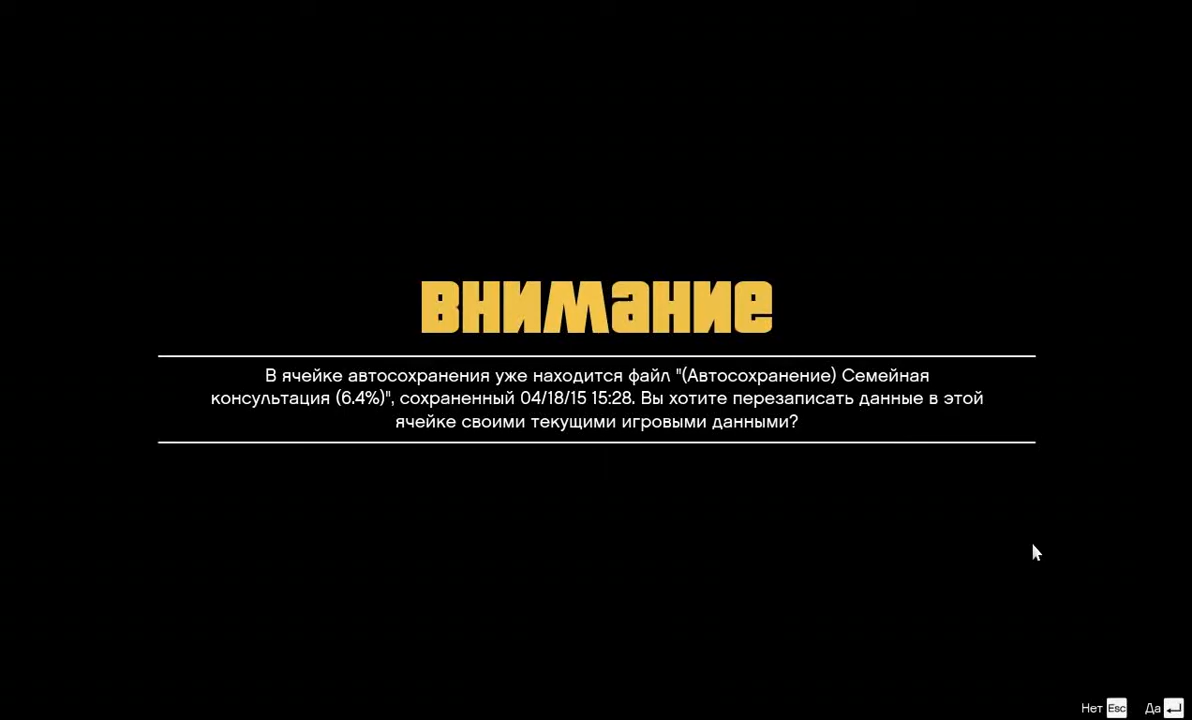 внимание
В ячейке автосохранения уже находится файл "(Автосохранение) Семейная
консультация (6.4%)", сохраненный 04/18/15 15:28. Вы хотите перезаписать данные в этой
ячейке своими текущими игровыми данными?
Нет Esc Да